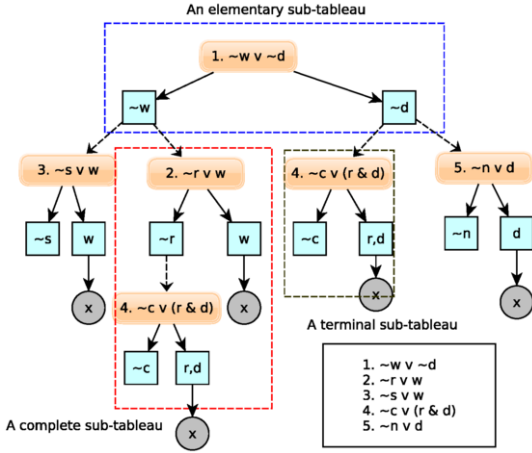 An elementary sub-tableau
1. ~w v ~d
~w
~d
3. ~s v w
2. ~r v w
4. ~c v (r & d)
5. ~n v d
~s
w
~r
w
~c
r,d
~n
d
x
x
x
x
4. ~c v (r & d)
A terminal sub-tableau
~c
r,d
1. ~w v ~d
2. ~r v w
3. ~s v w
4. ~c v (r & d)
5. ~n v d
A complete sub-tableau
x